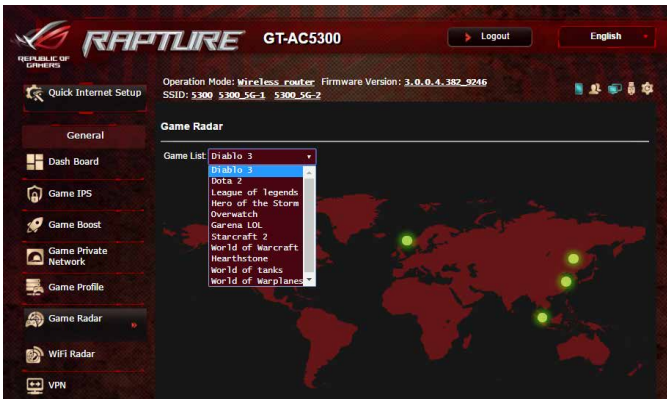 REPUBLIC OF
GAMERS
RAPTURE
GT-AC5300
Logout
English
Quick Internet Setup
Operation Mode: Wireless router Firmware Version: 3.0.0.4.382_9246
SSID: 5300 5300_5G-1 5300_5G-2
General
Dash Board
Game IPS
Game Boost
Game Private
Network
Game Profile
Game Radar
WiFi Radar
VPN
Game Radar
Game List Diablo 3
Diablo 3
Dota 2
League of legends
Hero of the Storm
Overwatch
Garena LOL
Starcraft 2
World of Warcraft
Hearthstone
World of tanks
World of Warplanes